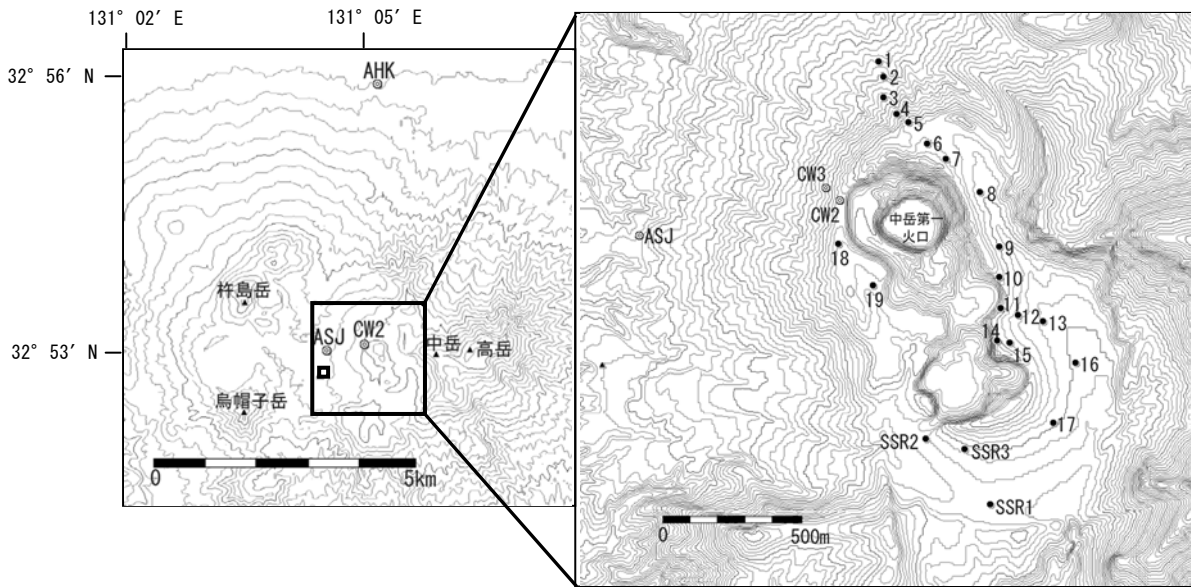 131° 02′ E
131° 05′ E
32° 56′ N
32° 53′ N
AHK
杵島岳
ASJ
CW2
中岳
高岳
烏帽子岳
0
5km
1
2
3
4
5
6
7
CW3
8
CW2
中岳第一
火口
ASJ
18
9
19
10
11
12
13
14
15
16
17
SSR2
SSR3
SSR1
0
500m